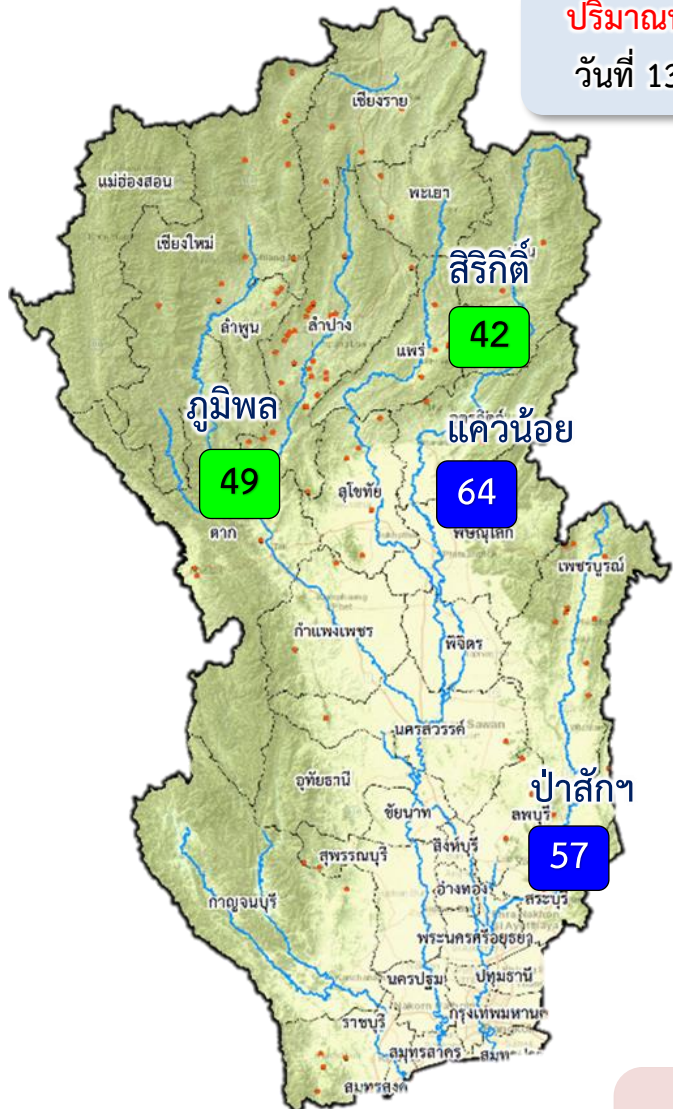 ปริมาณ
วันที่ 13
เชียงราย
แม่ฮ่องสอน
พะเยา
เชียงใหม่
สิริกิติ์
42
ลำพูน
ลำปาง
แพร่
ภูมิพล
49
แควน้อย
64
สุโขทัย
ตาก
พิษณุโลก
เพชรบูรณ์
กำแพงเพชร
พิจิตร
นครสวรรค์
Sawan
อุทัยธานี
ป่าสักฯ
57
ชัยนาท
ลพบุรี
สิงห์บุรี
สุพรรณบุรี
อ่างทอง
สระบุรี
กาญจนบุรี
พระนครศรีอยุธยา
นครปฐม
ปทุมธานี
กรุงเทพมหานค
ราชบุรี
สมุทรสาคร
สมุทรสงค